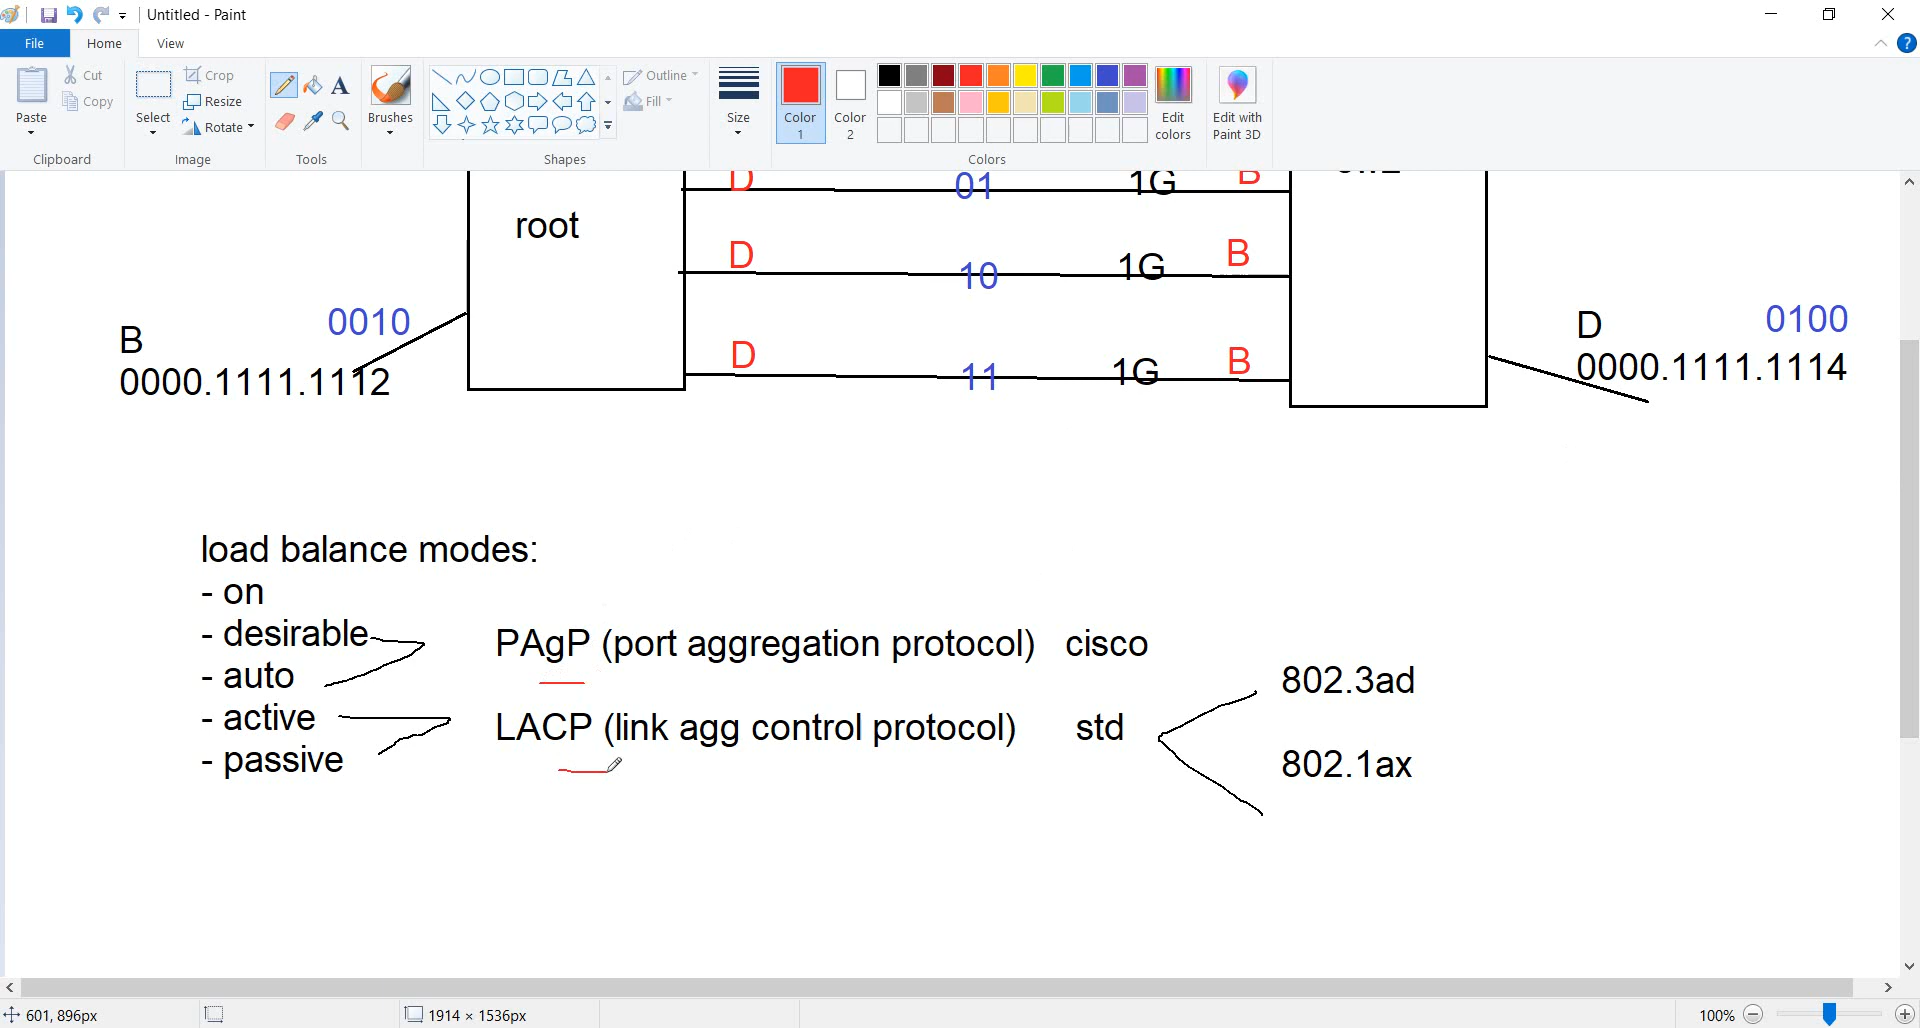 Untitled - Paint
File Home View
Paste
Cut
Copy
Clipboard
Select
Crop
Resize
Rotate
Image
Tools
Brushes
Shapes
Outline
Fill
Size
Color 1
Color 2
Edit colors
Edit with Paint 3D
Colors
D 01 1G B
root
D 10 1G B
0010
B
0000.1111.1112
D 11 1G B
0100
D
0000.1111.1114
load balance modes:
- on
- desirable
- auto
- active
- passive
PAgP (port aggregation protocol) cisco
LACP (link agg control protocol) std
802.3ad
802.1ax
601, 896px
1914 × 1536px
100%